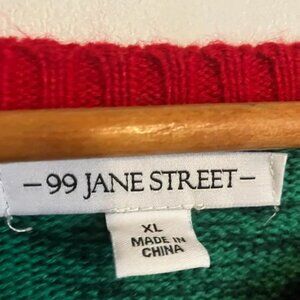 -99 JANE STREET-
XL
MADE IN
CHINA